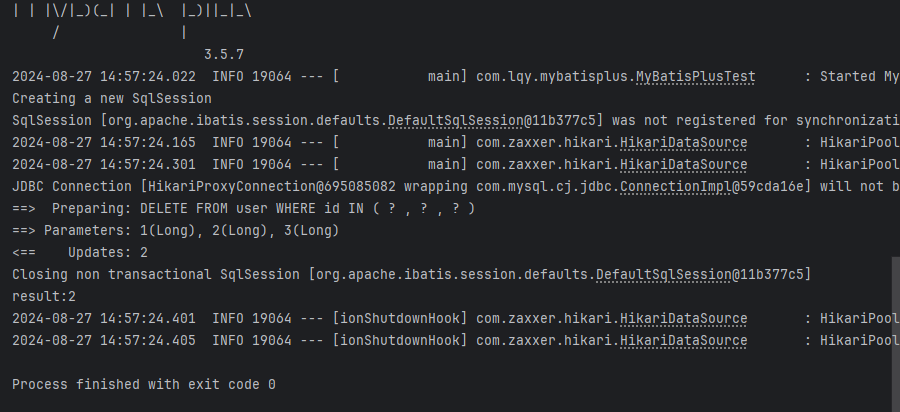 | | |\/|_)(_| | |_\  |_)||_|_\
     /               |
                        3.5.7
2024-08-27 14:57:24.022  INFO 19064 --- [           main] com.lqy.mybatisplus.MyBatisPlusTest      : Started My
Creating a new SqlSession
SqlSession [org.apache.ibatis.session.defaults.DefaultSqlSession@11b377c5] was not registered for synchronizati
2024-08-27 14:57:24.165  INFO 19064 --- [           main] com.zaxxer.hikari.HikariDataSource       : HikariPool
2024-08-27 14:57:24.301  INFO 19064 --- [           main] com.zaxxer.hikari.HikariDataSource       : HikariPool
JDBC Connection [HikariProxyConnection@695085082 wrapping com.mysql.cj.jdbc.ConnectionImpl@59cda16e] will not b
==>  Preparing: DELETE FROM user WHERE id IN ( ? , ? , ? )
==> Parameters: 1(Long), 2(Long), 3(Long)
<==    Updates: 2
Closing non transactional SqlSession [org.apache.ibatis.session.defaults.DefaultSqlSession@11b377c5]
result:2
2024-08-27 14:57:24.401  INFO 19064 --- [ionShutdownHook] com.zaxxer.hikari.HikariDataSource       : HikariPool
2024-08-27 14:57:24.405  INFO 19064 --- [ionShutdownHook] com.zaxxer.hikari.HikariDataSource       : HikariPool

Process finished with exit code 0